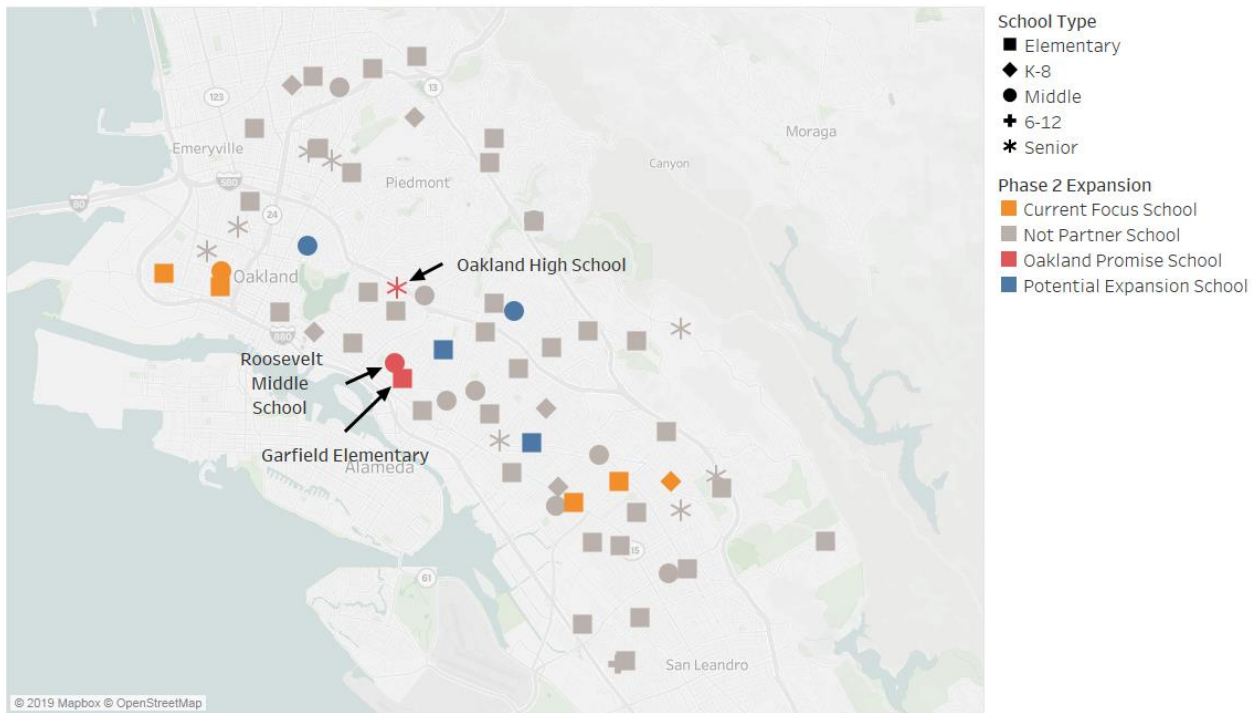 School Type
Elementary
K-8
Middle
6-12
Senior
Phase 2 Expansion
Current Focus School
Not Partner School
Oakland Promise School
Potential Expansion School
13
123
Emeryville
Moraga
Canyon
580
Piedmont
80
24
Oakland High School
Oakland
880
Roosevelt
Middle
School
Garfield Elementary
Alameda
15
61
San Leandro
© 2019 Mapbox © OpenStreetMap